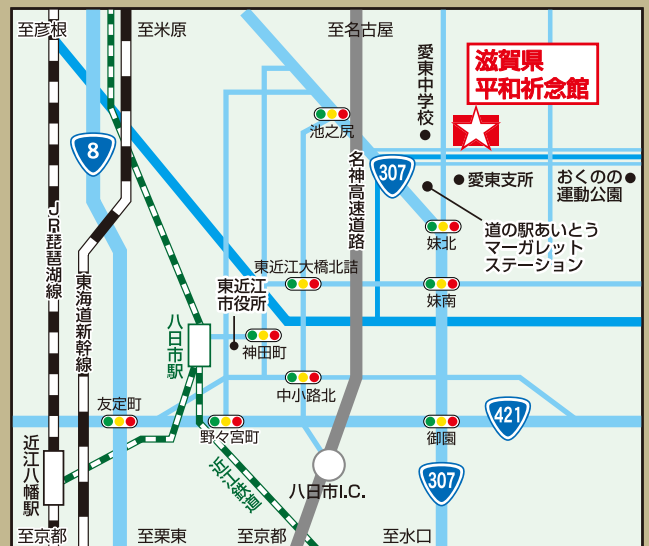 至彦根
至米原
至名古屋
愛東中学校
滋賀県
平和祈念館
池之尻
8
名神高速道路
307
愛東支所
おくのの
運動公園
道の駅あいとう
マーガレット
ステーション
妹北
JR琵琶湖線
東海道新幹線
東近江大橋北詰
妹南
東近江
市役所
八日市駅
神田町
中小路北
友定町
野々宮町
421
御園
近江八幡駅
近江鉄道
八日市I.C.
307
至京都
至栗東
至京都
至水口